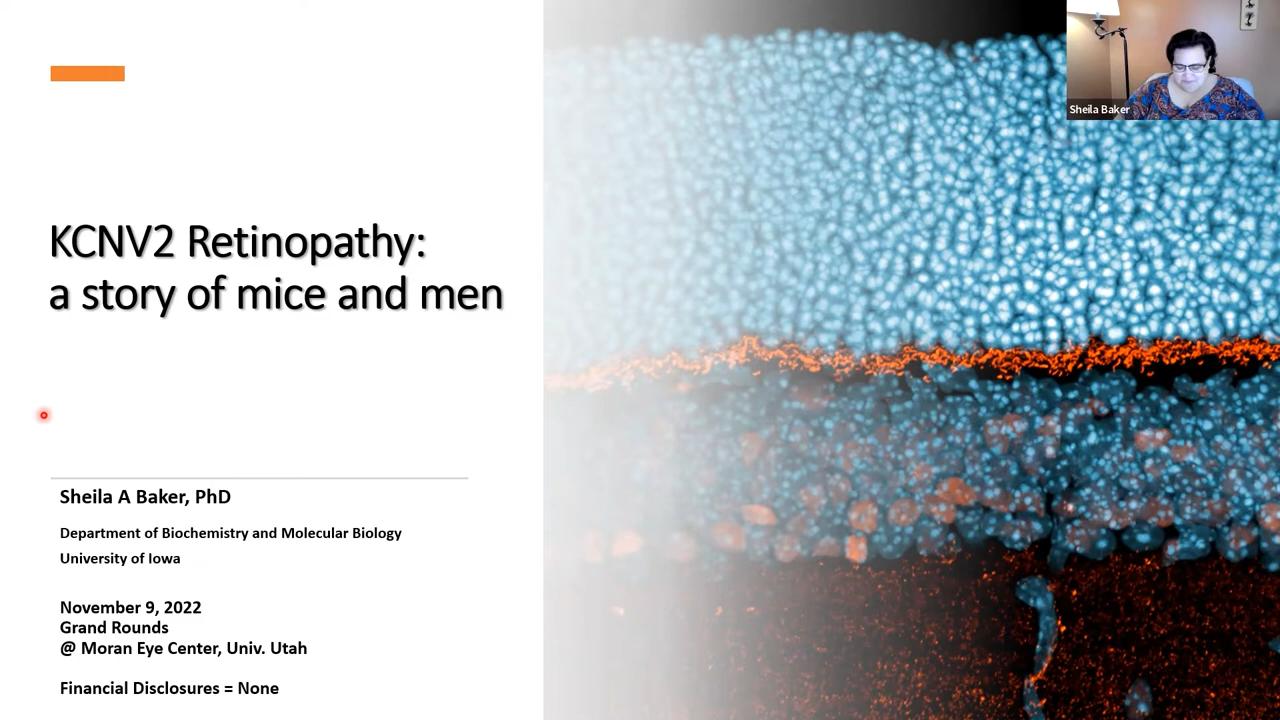 KCNV2 Retinopathy:
a story of mice and men
Sheila A Baker, PhD
Department of Biochemistry and Molecular Biology
University of Iowa
November 9, 2022
Grand Rounds
@ Moran Eye Center, Univ. Utah
Financial Disclosures = None
Sheila Baker